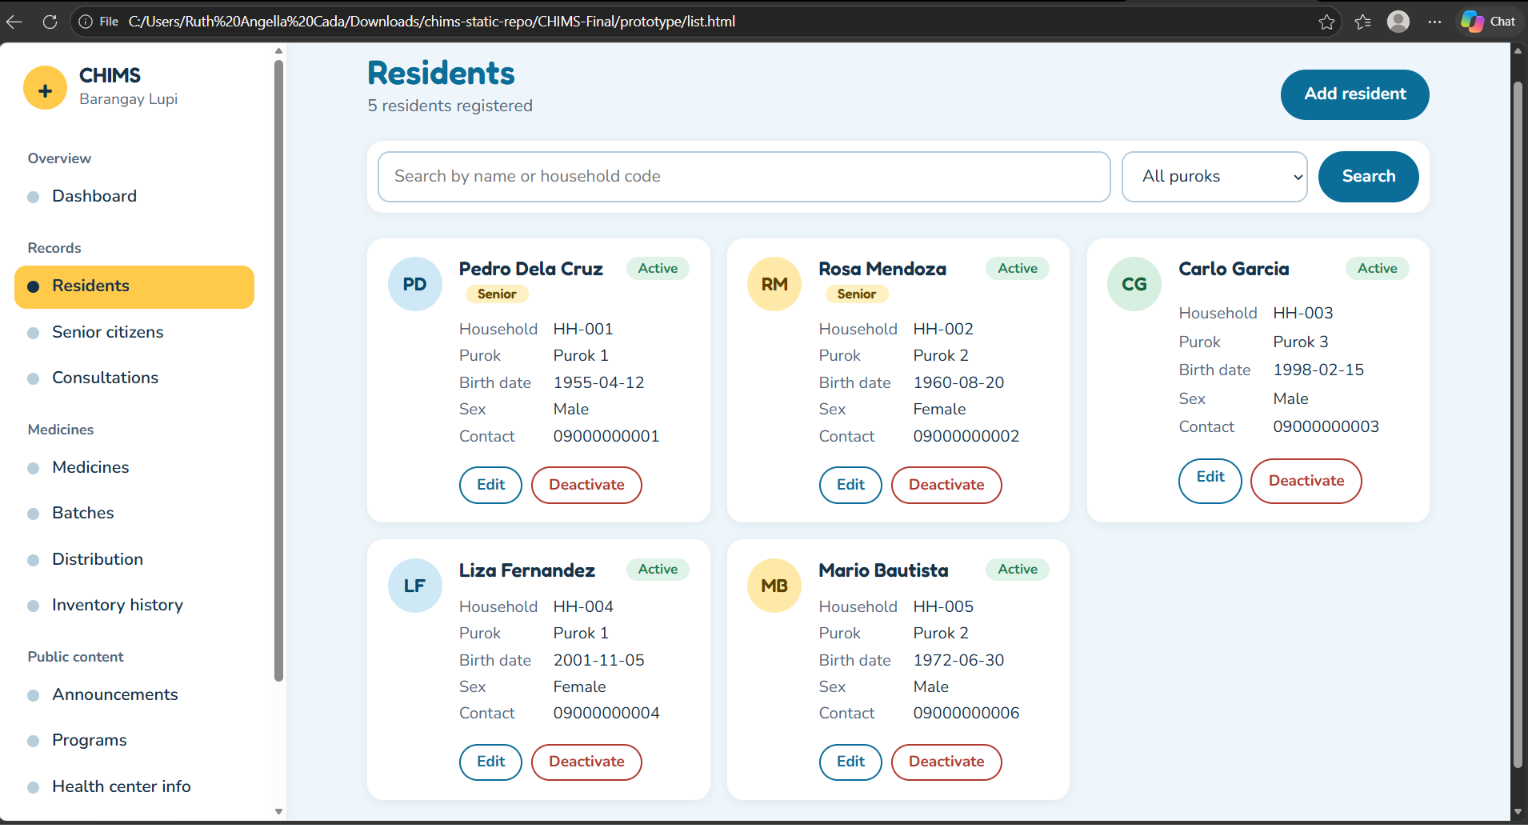 File C:/Users/Ruth%20Angella%20Cada/Downloads/chims-static-repo/CHIMS-Final/prototype/list.html
Chat
CHIMS
Barangay Lupi
Overview
Dashboard
Records
Residents
Senior citizens
Consultations
Medicines
Medicines
Batches
Distribution
Inventory history
Public content
Announcements
Programs
Health center info
Residents
5 residents registered
Add resident
Search by name or household code
All puroks
Search
PD
Pedro Dela Cruz
Active
Senior
Household HH-001
Purok Purok 1
Birth date 1955-04-12
Sex Male
Contact 09000000001
Edit
Deactivate
RM
Rosa Mendoza
Active
Senior
Household HH-002
Purok Purok 2
Birth date 1960-08-20
Sex Female
Contact 09000000002
Edit
Deactivate
CG
Carlo Garcia
Active
Household HH-003
Purok Purok 3
Birth date 1998-02-15
Sex Male
Contact 09000000003
Edit
Deactivate
LF
Liza Fernandez
Active
Household HH-004
Purok Purok 1
Birth date 2001-11-05
Sex Female
Contact 09000000004
Edit
Deactivate
MB
Mario Bautista
Active
Household HH-005
Purok Purok 2
Birth date 1972-06-30
Sex Male
Contact 09000000006
Edit
Deactivate